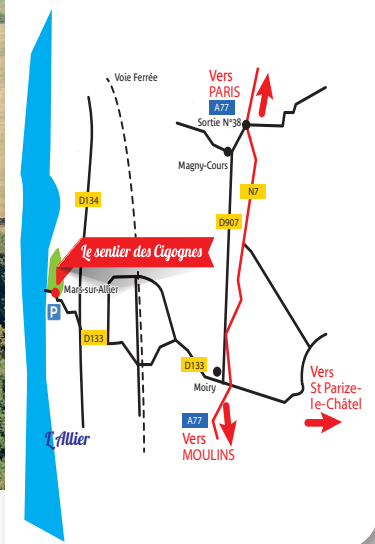 Voie Ferrée
Vers
PARIS
A77
Sortie N°38
Magny-Cours
D134
N7
D907
Le sentier des Cigognes
Mars-sur-Allier
P
D133
D133
Moiry
Vers
St Parize-
le-Châtel
A77
Vers
MOULINS
L'Allier